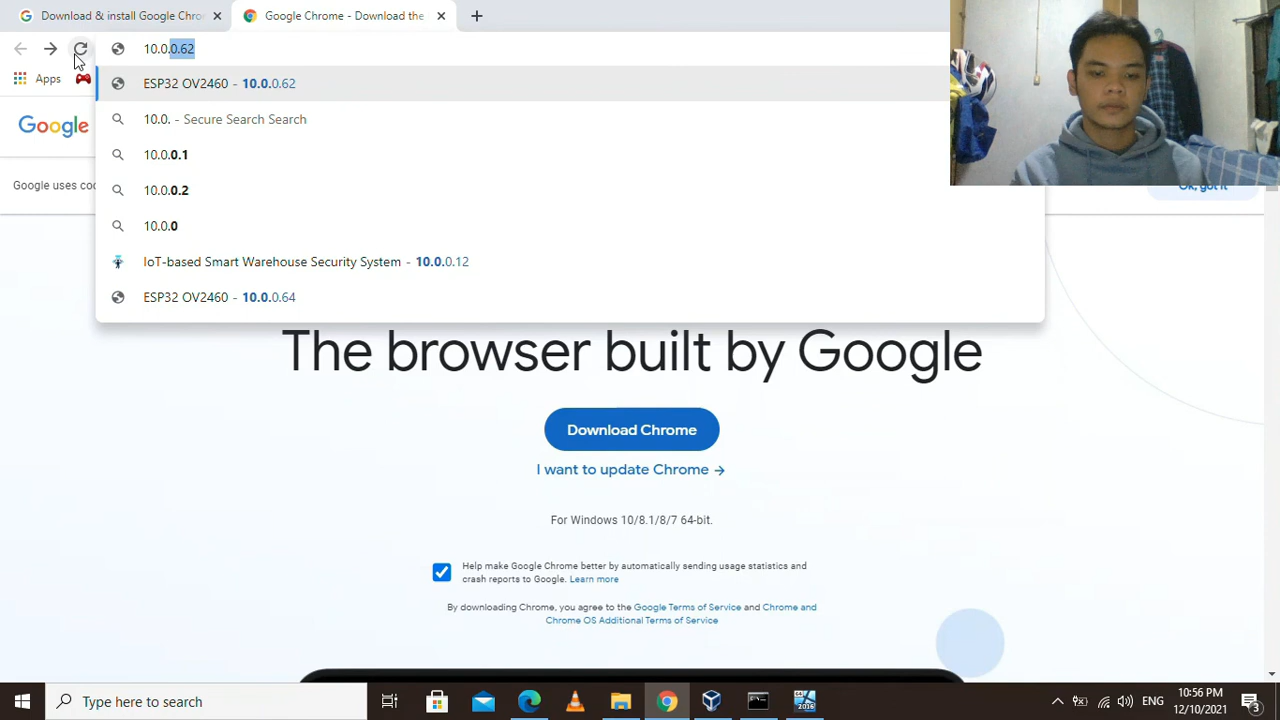 Download & install Google Chro
Google Chrome - Download the
10.0.0.62
Apps
ESP32 OV2460 - 10.0.0.62
10.0. - Secure Search Search
10.0.0.1
10.0.0.2
10.0.0
IoT-based Smart Warehouse Security System - 10.0.0.12
ESP32 OV2460 - 10.0.0.64
Google
Google uses coo
Ok, got it
The browser built by Google
Download Chrome
I want to update Chrome →
For Windows 10/8.1/8/7 64-bit.
Help make Google Chrome better by automatically sending usage statistics and
crash reports to Google. Learn more
By downloading Chrome, you agree to the Google Terms of Service and Chrome and
Chrome OS Additional Terms of Service
Type here to search
2016
ENG
10:56 PM
12/10/2021
3